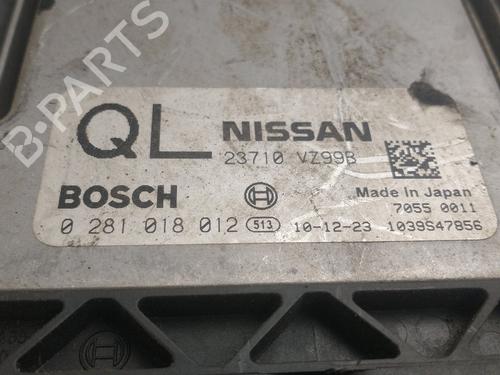 B-PARTS
QL NISSAN
23710 VZ99B
BOSCH
Made in Japan
7055 0011
0 281 018 012 513 10-12-23 1039S47856
BOSCH